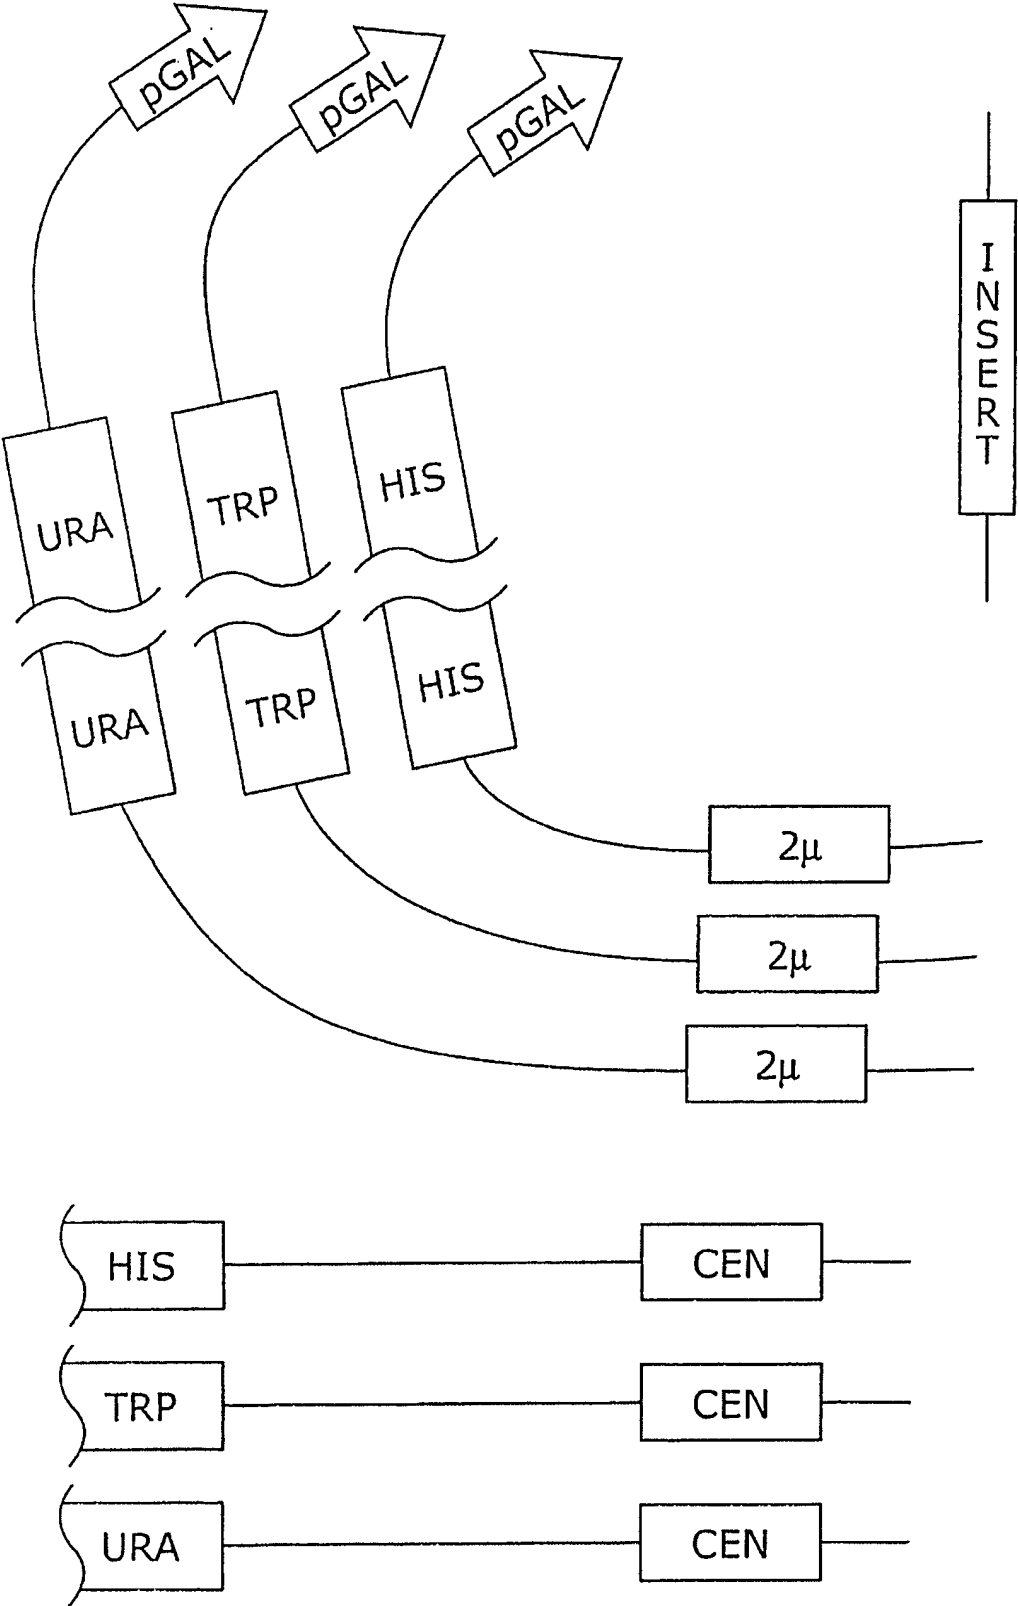 pGAL
pGAL
pGAL
INSERT
URA
TRP
HIS
URA
TRP
HIS
2μ
2μ
2μ
HIS
CEN
TRP
CEN
URA
CEN